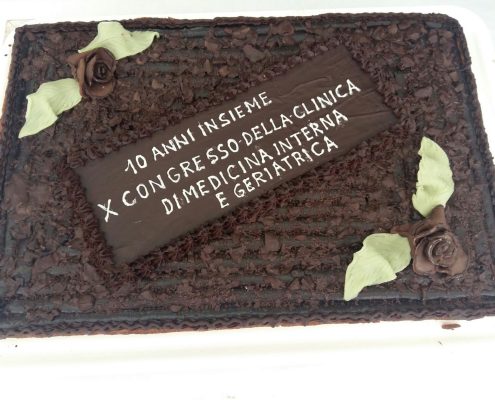 10 ANNI INSIEME
X CONGRESSO DELLA CLINICA
DI MEDICINA INTERNA
E GERIATRICA